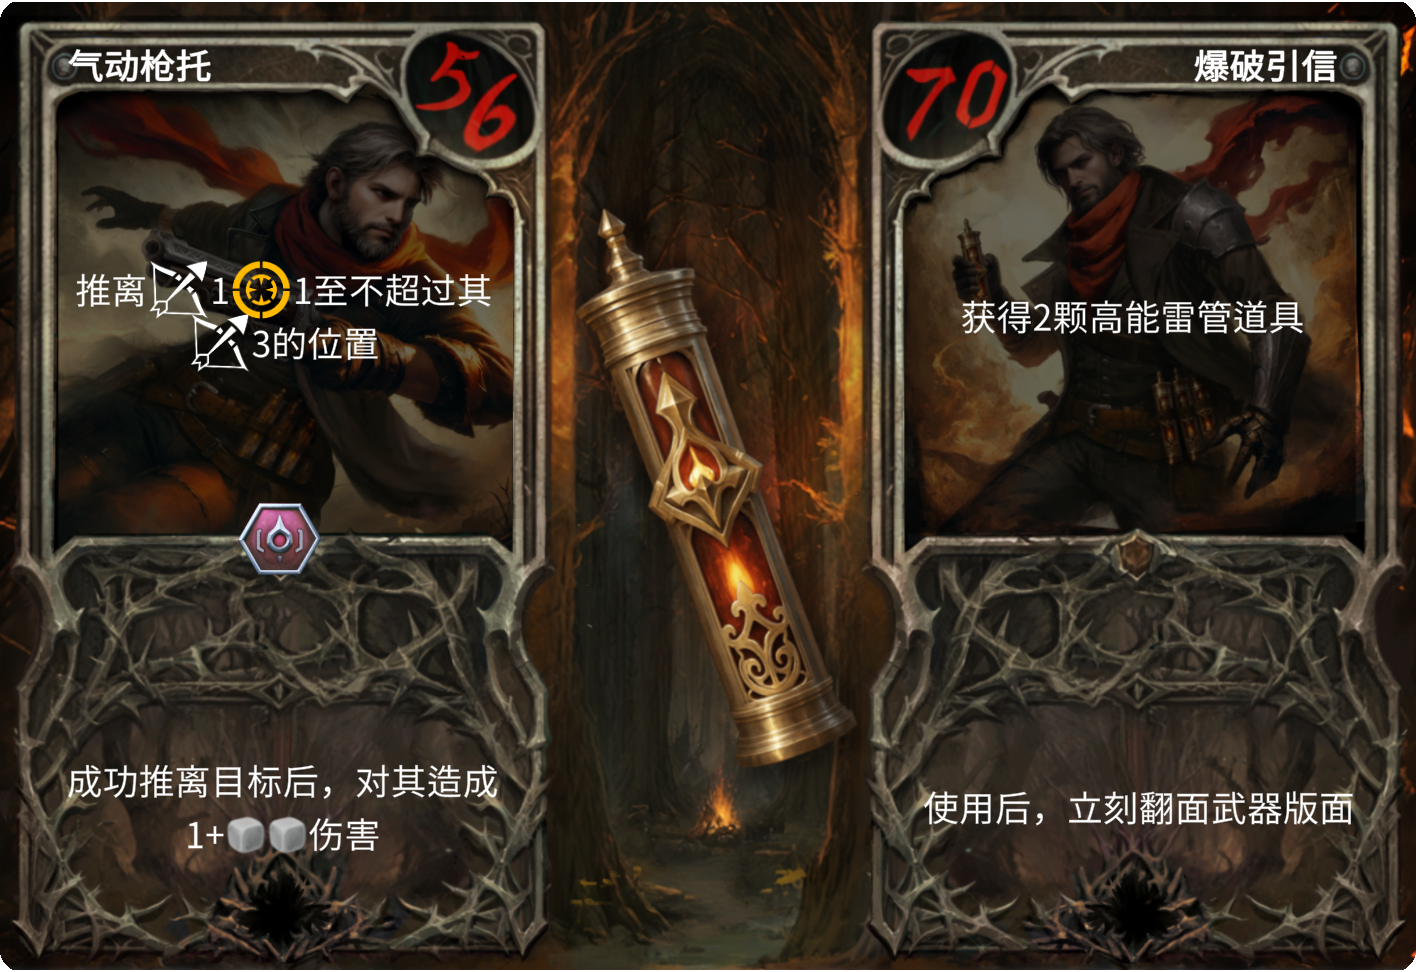 气动枪托
56
推离1 1至不超过其
3的位置
成功推离目标后，对其造成
1+伤害
70
爆破引信
获得2颗高能雷管道具
使用后，立刻翻面武器版面